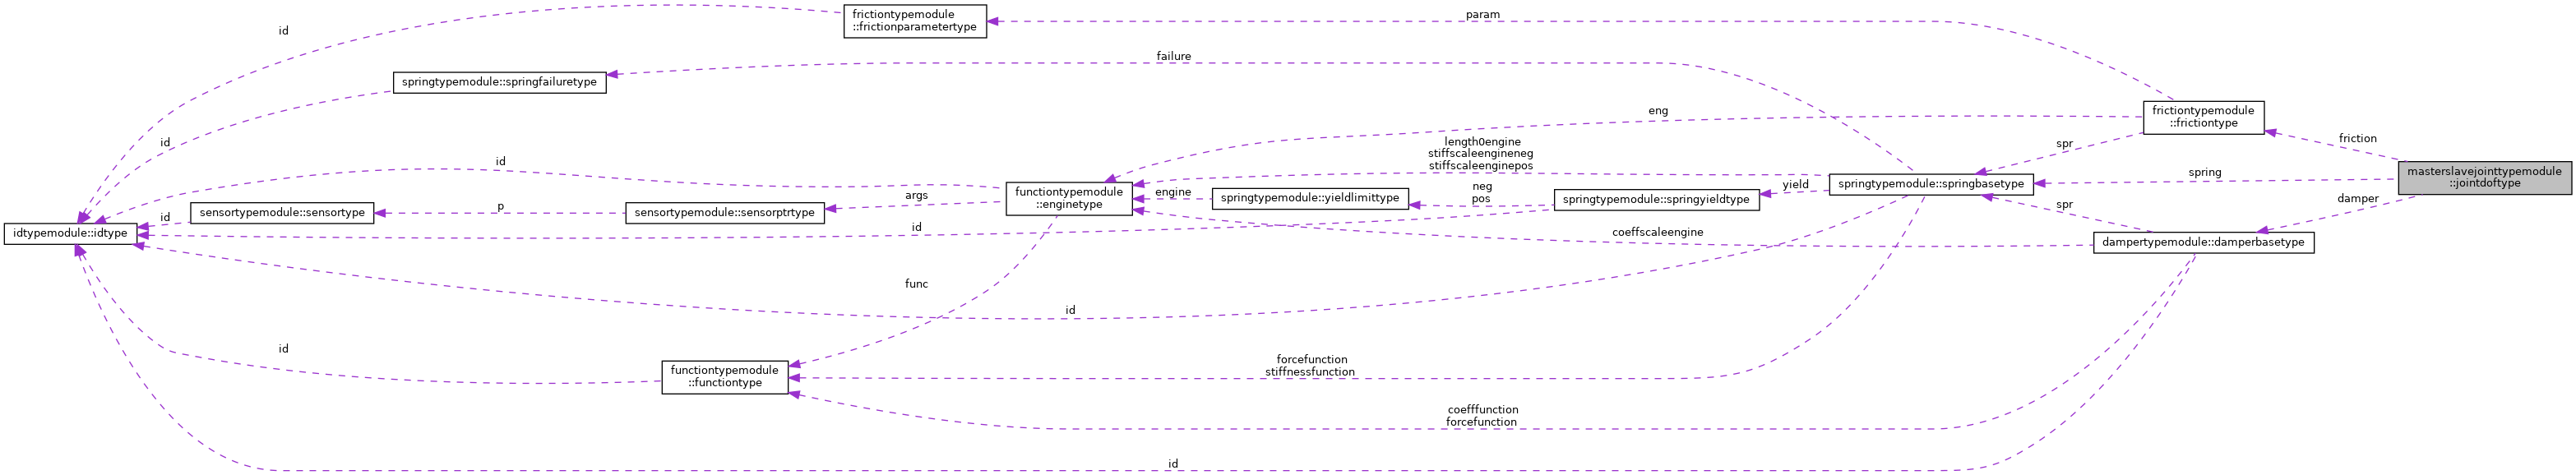 frictiontypemodule
::frictionparametertype
param
id
failure
springtypemodule::springfailuretype
frictiontypemodule
::frictiontype
eng
friction
length0engine
stiffscaleengineneg
stiffscaleenginepos
id
spr
id
masterslavejointtypemodule
::jointdoftype
spring
functiontypemodule
::enginetype
engine
springtypemodule::yieldlimittype
neg
pos
yield
springtypemodule::springbasetype
args
springtypemodule::springyieldtype
damper
spr
p
sensortypemodule::sensortype
sensortypemodule::sensorptrtype
id
id
coeffscaleengine
idtypemodule::idtype
dampertypemodule::damperbasetype
func
id
id
forcefunction
stiffnessfunction
functiontypemodule
::functiontype
coefffunction
forcefunction
id